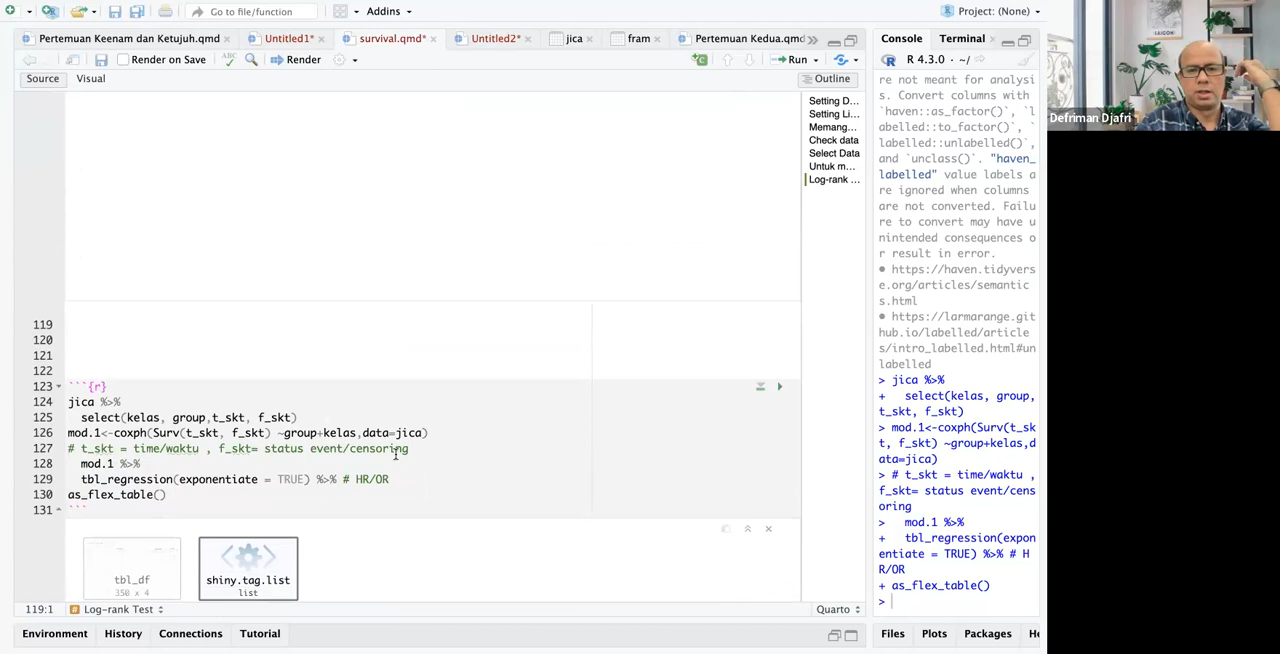 Go to file/function
Addins
Project: (None)
Pertemuan Keenam dan Ketujuh.qmd
Untitled1*
survival.qmd*
Untitled2*
jica
fram
Pertemuan Kedua.qmd
Render on Save
Render
Run
Source
Visual
Outline
Setting D...
Setting Li...
Memang...
Check data
Select Data
Untuk m...
Log-rank ...
119
120
121
122
123 ```{r}
124 jica %>%
125 select(kelas, group,t_skt, f_skt)
126 mod.1<-coxph(Surv(t_skt, f_skt) ~group+kelas,data=jica)
127 # t_skt = time/waktu , f_skt= status event/censoring
128 mod.1 %>%
129 tbl_regression(exponentiate = TRUE) %>% # HR/OR
130 as_flex_table()
131 ```
tbl_df
350 x 4
shiny.tag.list
list
119:1
# Log-rank Test
Quarto
Environment
History
Connections
Tutorial
Console
Terminal
R 4.3.0 · ~/
re not meant for analysi
s. Convert columns with
`haven::as_factor()`, `l
abelled::to_factor()`, `
labelled::unlabelled()`,
and `unclass()`. "haven_
labelled" value labels a
re ignored when columns
are not converted. Failu
re to convert may have u
nintended consequences o
r result in error.
• https://haven.tidyvers
e.org/articles/semantic
s.html
• https://larmarange.git
hub.io/labelled/article
s/intro_labelled.html#un
labelled
> jica %>%
+ select(kelas, group,
t_skt, f_skt)
> mod.1<-coxph(Surv(t_sk
t, f_skt) ~group+kelas,d
ata=jica)
> # t_skt = time/waktu ,
f_skt= status event/cens
oring
> mod.1 %>%
+ tbl_regression(expon
entiate = TRUE) %>% # H
R/OR
+ as_flex_table()
>
Files
Plots
Packages
He
SAIGON
Defriman Djafri